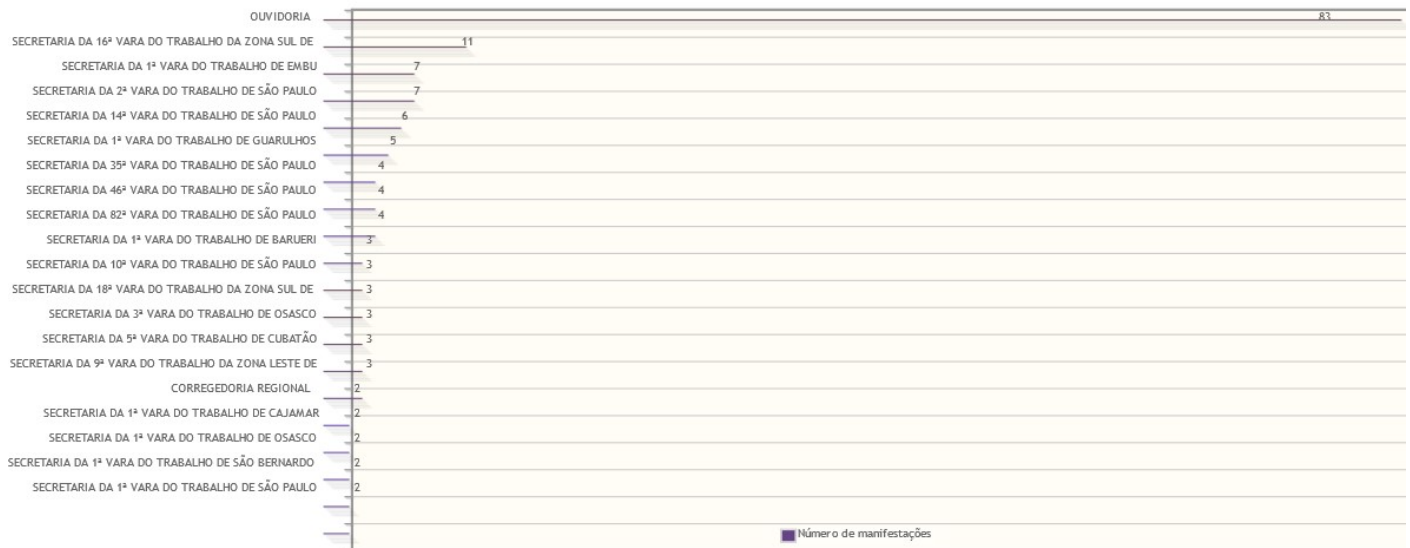 OUVIDORIA 83
SECRETARIA DA 16ª VARA DO TRABALHO DA ZONA SUL DE 11
SECRETARIA DA 1ª VARA DO TRABALHO DE EMBU 7
SECRETARIA DA 2ª VARA DO TRABALHO DE SÃO PAULO 7
SECRETARIA DA 14ª VARA DO TRABALHO DE SÃO PAULO 6
SECRETARIA DA 1ª VARA DO TRABALHO DE GUARULHOS 5
SECRETARIA DA 35ª VARA DO TRABALHO DE SÃO PAULO 4
SECRETARIA DA 46ª VARA DO TRABALHO DE SÃO PAULO 4
SECRETARIA DA 82ª VARA DO TRABALHO DE SÃO PAULO 4
SECRETARIA DA 1ª VARA DO TRABALHO DE BARUERI 3
SECRETARIA DA 10ª VARA DO TRABALHO DE SÃO PAULO 3
SECRETARIA DA 18ª VARA DO TRABALHO DA ZONA SUL DE 3
SECRETARIA DA 3ª VARA DO TRABALHO DE OSASCO 3
SECRETARIA DA 5ª VARA DO TRABALHO DE CUBATÃO 3
SECRETARIA DA 9ª VARA DO TRABALHO DA ZONA LESTE DE 3
CORREGEDORIA REGIONAL 2
SECRETARIA DA 1ª VARA DO TRABALHO DE CAJAMAR 2
SECRETARIA DA 1ª VARA DO TRABALHO DE OSASCO 2
SECRETARIA DA 1ª VARA DO TRABALHO DE SÃO BERNARDO 2
SECRETARIA DA 1ª VARA DO TRABALHO DE SÃO PAULO 2
Número de manifestações